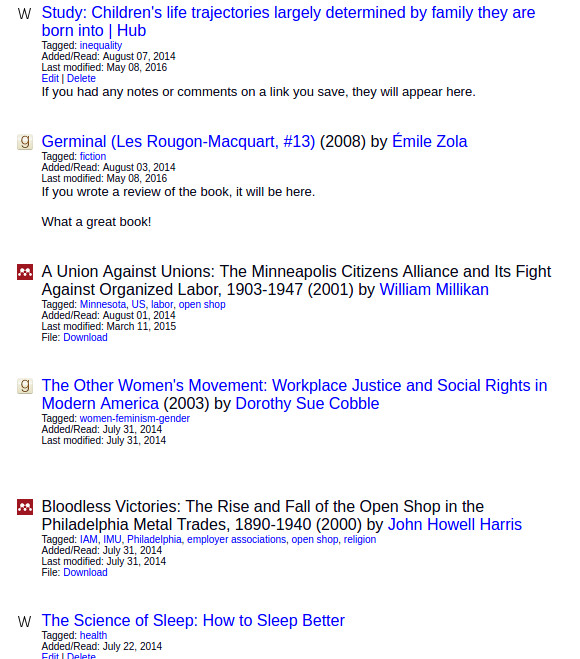 W Study: Children's life trajectories largely determined by family they are
born into | Hub
Tagged: inequality
Added/Read: August 07, 2014
Last modified: May 08, 2016
Edit | Delete
If you had any notes or comments on a link you save, they will appear here.
g Germinal (Les Rougon-Macquart, #13) (2008) by Émile Zola
Tagged: fiction
Added/Read: August 03, 2014
Last modified: May 08, 2016
If you wrote a review of the book, it will be here.
What a great book!
A Union Against Unions: The Minneapolis Citizens Alliance and Its Fight
Against Organized Labor, 1903-1947 (2001) by William Millikan
Tagged: Minnesota, US, labor, open shop
Added/Read: August 01, 2014
Last modified: March 11, 2015
File: Download
g The Other Women's Movement: Workplace Justice and Social Rights in
Modern America (2003) by Dorothy Sue Cobble
Tagged: women-feminism-gender
Added/Read: July 31, 2014
Last modified: July 31, 2014
Bloodless Victories: The Rise and Fall of the Open Shop in the
Philadelphia Metal Trades, 1890-1940 (2000) by John Howell Harris
Tagged: IAM, IMU, Philadelphia, employer associations, open shop, religion
Added/Read: July 31, 2014
Last modified: July 31, 2014
File: Download
W The Science of Sleep: How to Sleep Better
Tagged: health
Added/Read: July 22, 2014
Edit | Delete